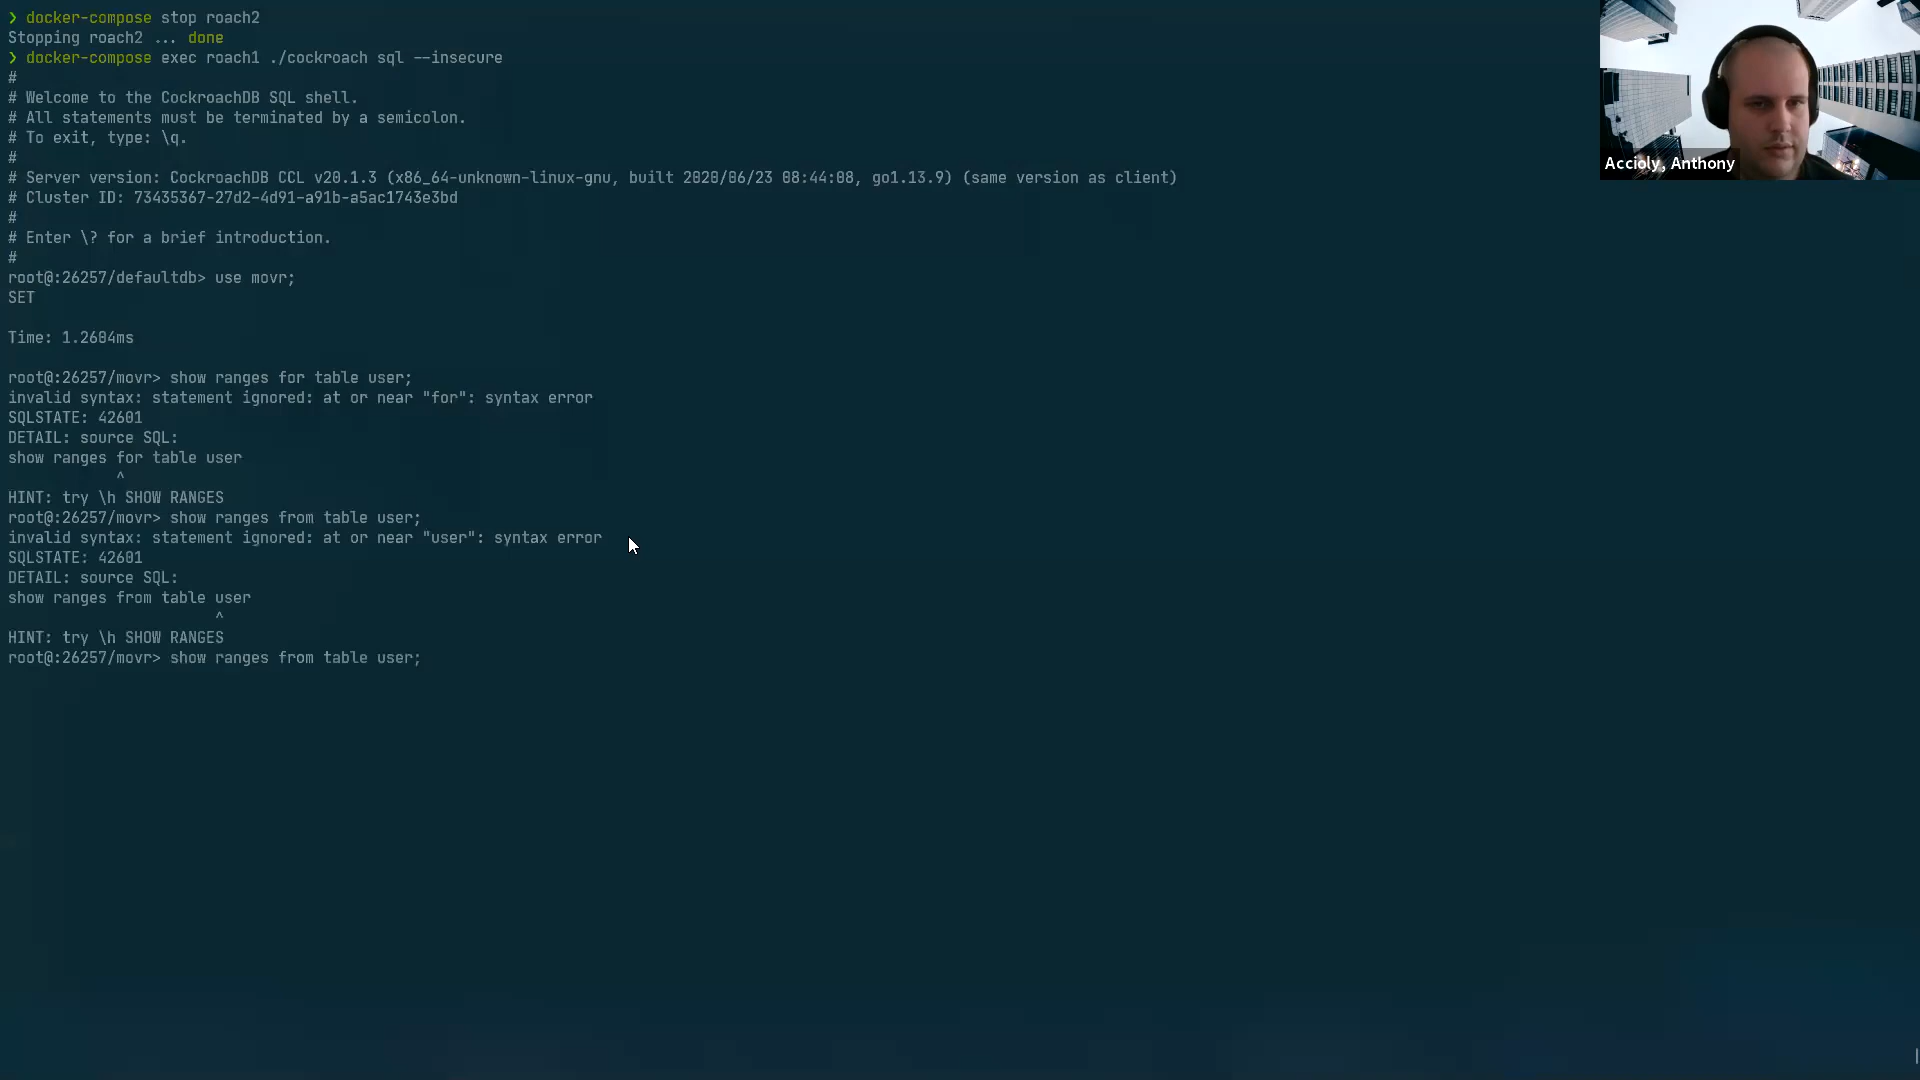 ❯ docker-compose stop roach2
Stopping roach2 ... done
❯ docker-compose exec roach1 ./cockroach sql --insecure
#
# Welcome to the CockroachDB SQL shell.
# All statements must be terminated by a semicolon.
# To exit, type: \q.
#
# Server version: CockroachDB CCL v20.1.3 (x86_64-unknown-linux-gnu, built 2020/06/23 08:44:08, go1.13.9) (same version as client)
# Cluster ID: 73435367-27d2-4d91-a91b-a5ac1743e3bd
#
# Enter \? for a brief introduction.
#
root@:26257/defaultdb> use movr;
SET
Time: 1.2604ms
root@:26257/movr> show ranges for table user;
invalid syntax: statement ignored: at or near "for": syntax error
SQLSTATE: 42601
DETAIL: source SQL:
show ranges for table user
^
HINT: try \h SHOW RANGES
root@:26257/movr> show ranges from table user;
invalid syntax: statement ignored: at or near "user": syntax error
SQLSTATE: 42601
DETAIL: source SQL:
show ranges from table user
^
HINT: try \h SHOW RANGES
root@:26257/movr> show ranges from table user;
Accioly, Anthony